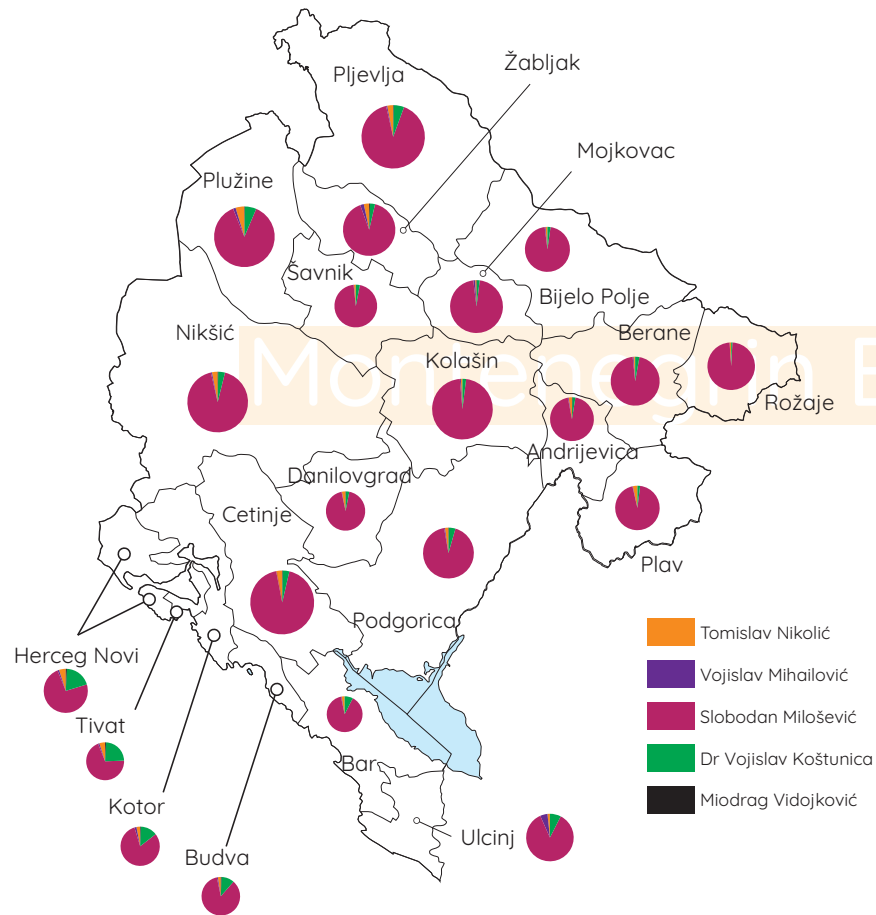 Pljevlja
Žabljak
Mojkovac
Plužine
Šavnik
Bijelo Polje
Nikšić
Berane
Montenegrin E
Kolašin
Rožaje
Andrijevica
Danilovgrad
Cetinje
Plav
Podgorica
Herceg Novi
Tivat
Bar
Kotor
Ulcinj
Budva
Tomislav Nikolić
Vojislav Mihailović
Slobodan Milošević
Dr Vojislav Koštunica
Miodrag Vidojković